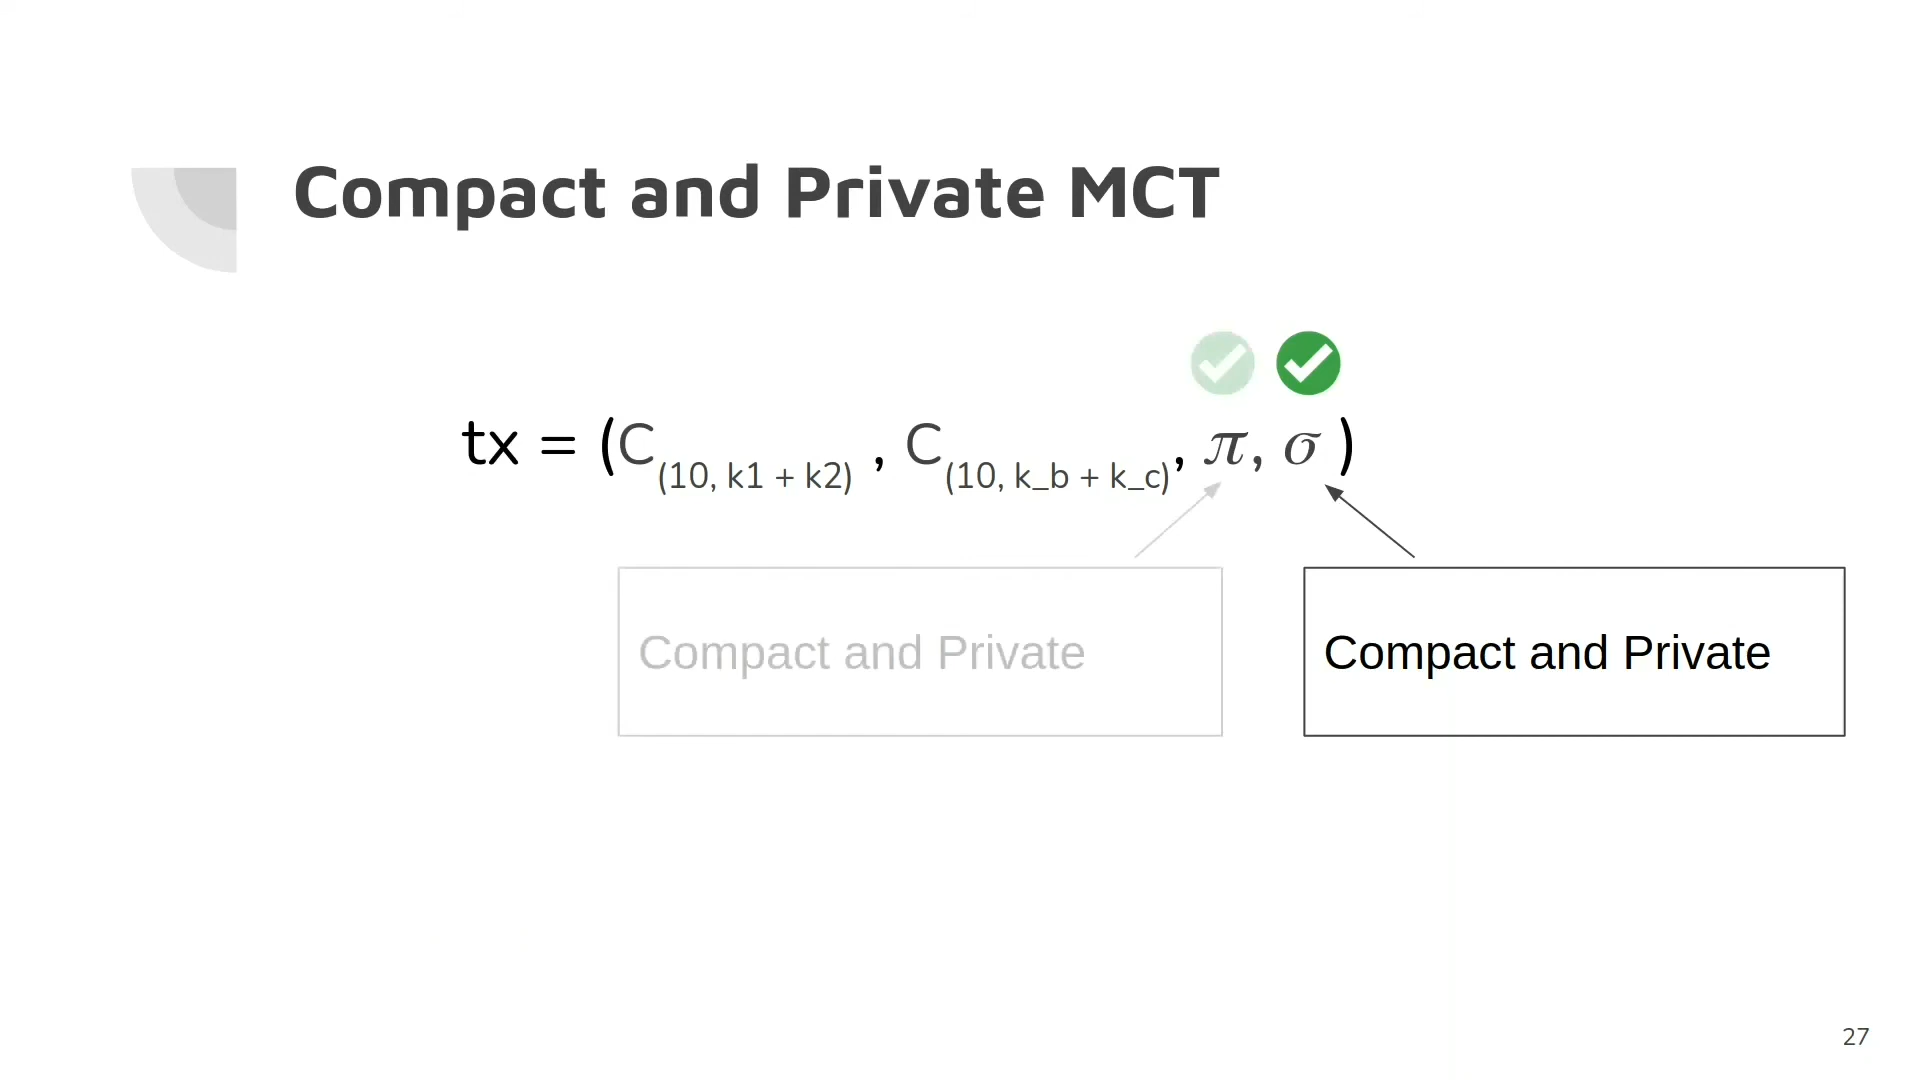 Compact and Private MCT
tx = (C(10, k1 + k2) , C(10, k_b + k_c), π, σ )
Compact and Private
Compact and Private
27